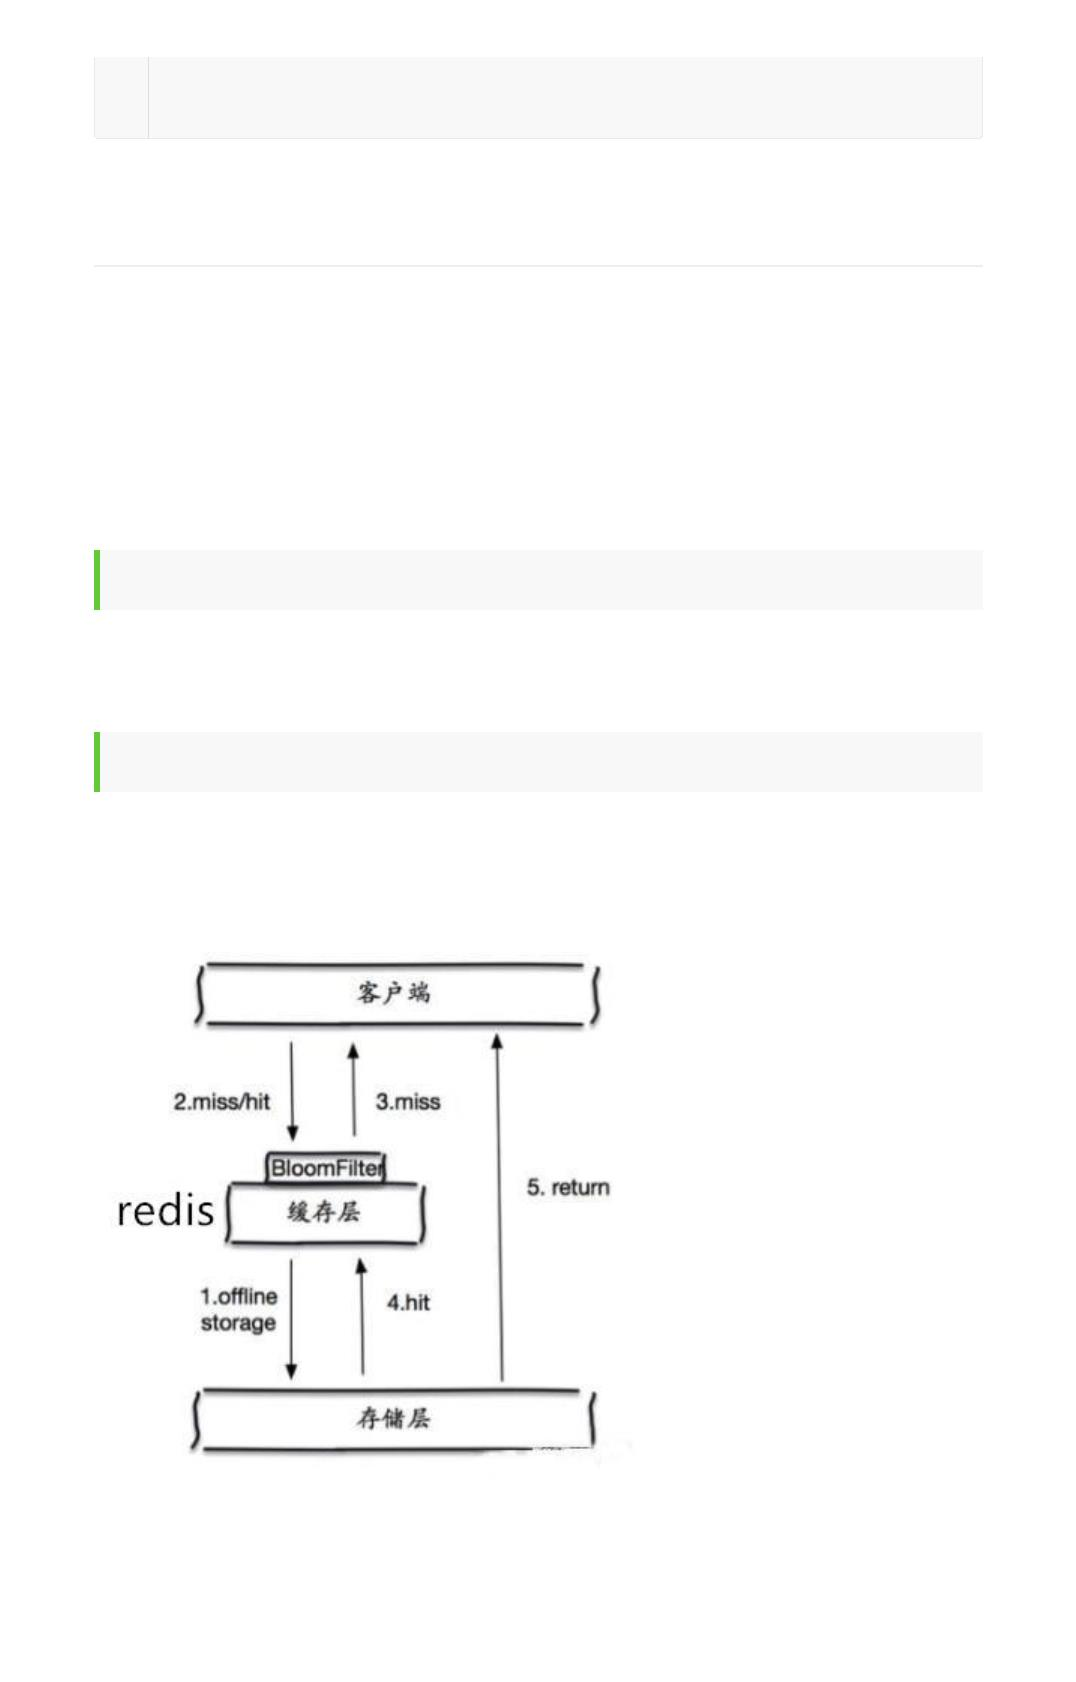 客户端
2.miss/hit
3.miss
BloomFilter
5. return
redis
缓存层
1.offline
storage
4.hit
存储层